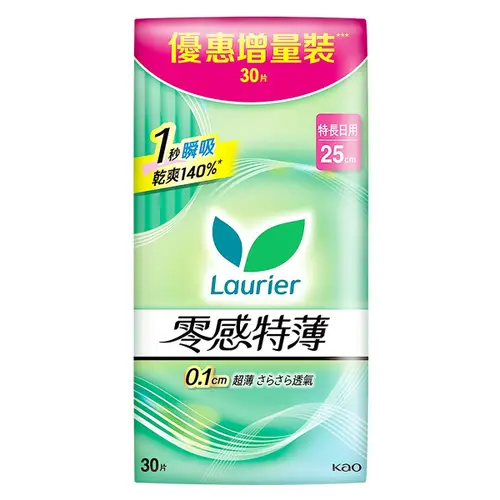 優惠增量裝***
30片
特長日用
25cm
1秒瞬吸
乾爽140%*
Laurier
零感特薄
0.1cm 超薄 さらさら透氣
30片
Kao